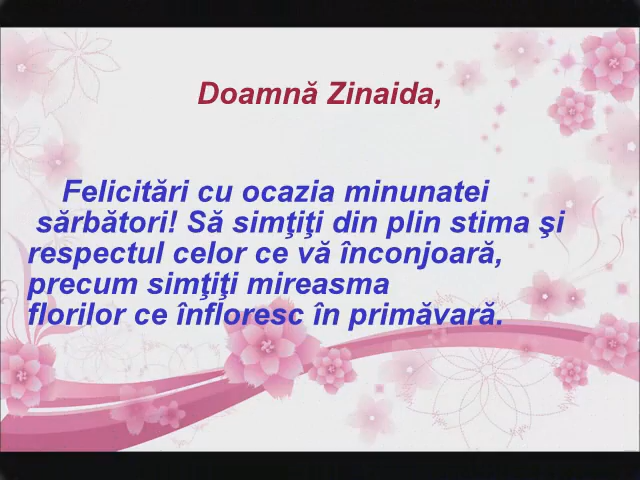 Doamnă Zinaida,
Felicitări cu ocazia minunatei
sărbători! Să simţiţi din plin stima şi
respectul celor ce vă înconjoară,
precum simţiţi mireasma
florilor ce înfloresc în primăvară.